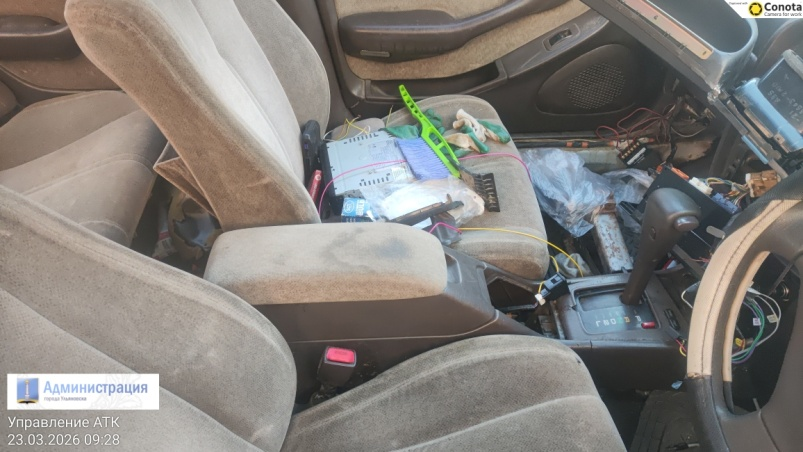 Conota
Camera for work
Администрация
города Ульяновска
Управление АТК
23.03.2026 09:28